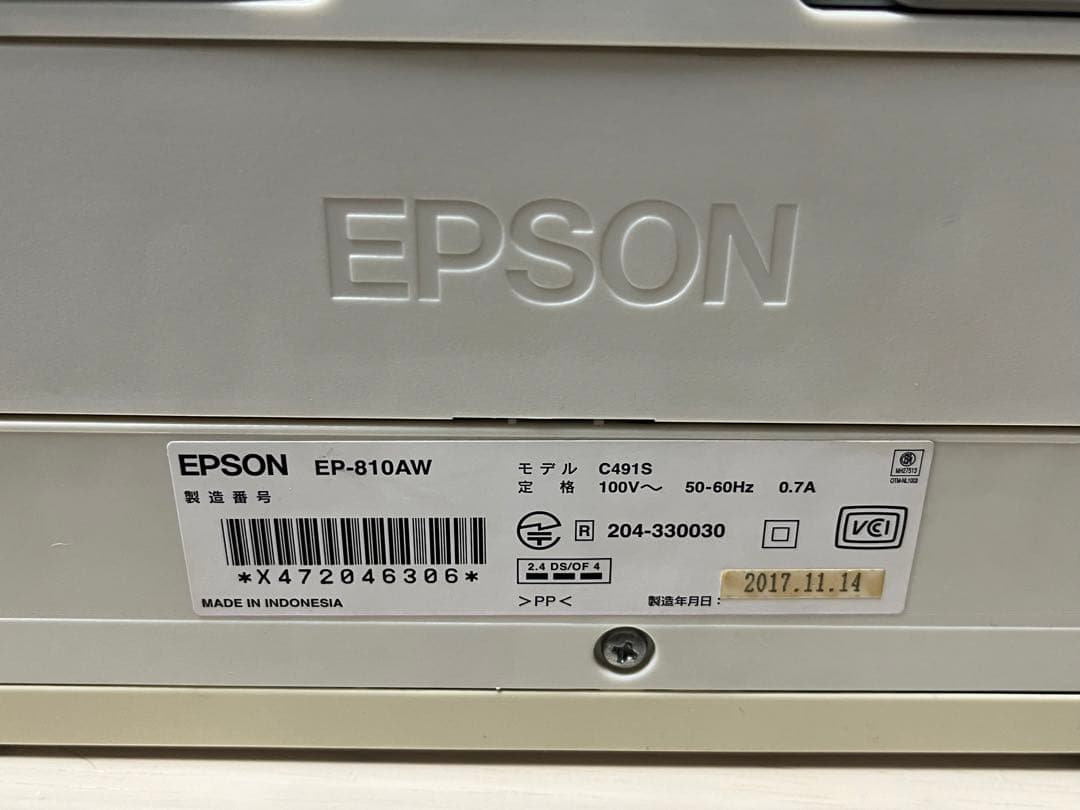 EPSON
EPSON EP-810AW
製造番号
*X472046306*
MADE IN INDONESIA
モデル C491S
定格 100V～ 50-60Hz 0.7A
R 204-330030
2.4 DS/OF 4
>PP<
製造年月日：2017.11.14
MH27513
VCCI